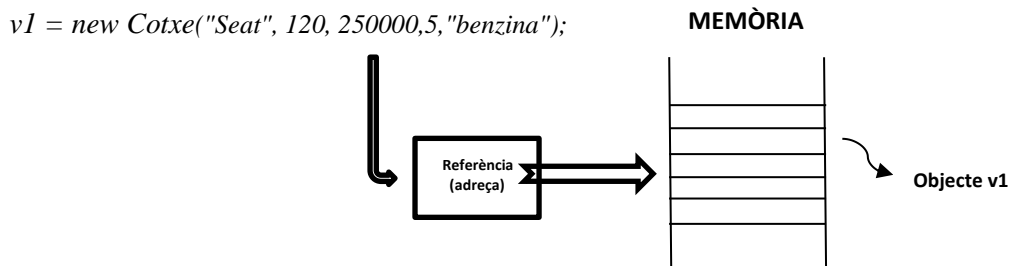 v1 = new Cotxe("Seat", 120, 250000,5,"benzina");
MEMÒRIA
Referència
(adreça)
Objecte v1